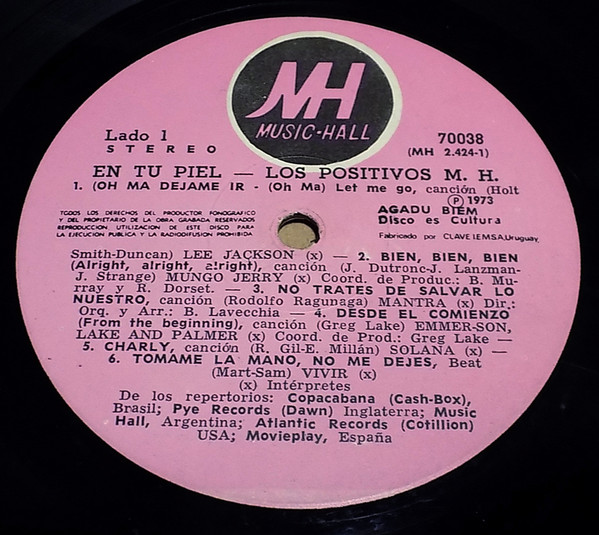 MH
MUSIC-HALL
Lado 1
STEREO
70038
(MH 2.424-1)
EN TU PIEL — LOS POSITIVOS M. H.
1. (OH MA DEJAME IR - (Oh Ma) Let me go, canción (Holt
TODOS LOS DERECHOS DEL PRODUCTOR FONOGRAFICO
Y DEL PROPIETARIO DE LA OBRA GRABADA RESERVADOS
REPRODUCCION, UTILIZACION DE ESTE DISCO PARA
LA EJECUCION PUBLICA Y LA RADIODIFUSION PROHIBIDA
Ⓟ 1973
AGADU BIEM
Disco es Cultura
Fabricado por CLAVE I.E.M.S.A. Uruguay
Smith-Duncan) LEE JACKSON (x) — 2. BIEN, BIEN, BIEN
(Alright, alright, alright), canción (J. Dutronc-J. Lanzman-
J. Strange) MUNGO JERRY (x) Coord. de Produc.: B. Mu-
rray y R. Dorset. - 3. NO TRATES DE SALVAR LO
NUESTRO, canción (Rodolfo Ragunaga) MANTRA (x) Dir.:
Orq. y Arr.: B. Lavecchia — 4. DESDE EL COMIENZO
(From the beginning), canción (Greg Lake) EMMER-SON,
LAKE AND PALMER (x) Coord. de Prod.: Greg Lake —
5. CHARLY, canción (R. Gil-E. Millán) SOLANA (x) —
6. TOMAME LA MANO, NO ME DEJES, Beat
(Mart-Sam) VIVIR (x)
(x) Intérpretes
De los repertorios: Copacabana (Cash-Box),
Brasil; Pye Records (Dawn) Inglaterra; Music
Hall, Argentina; Atlantic Records (Cotillion)
USA; Movieplay, España